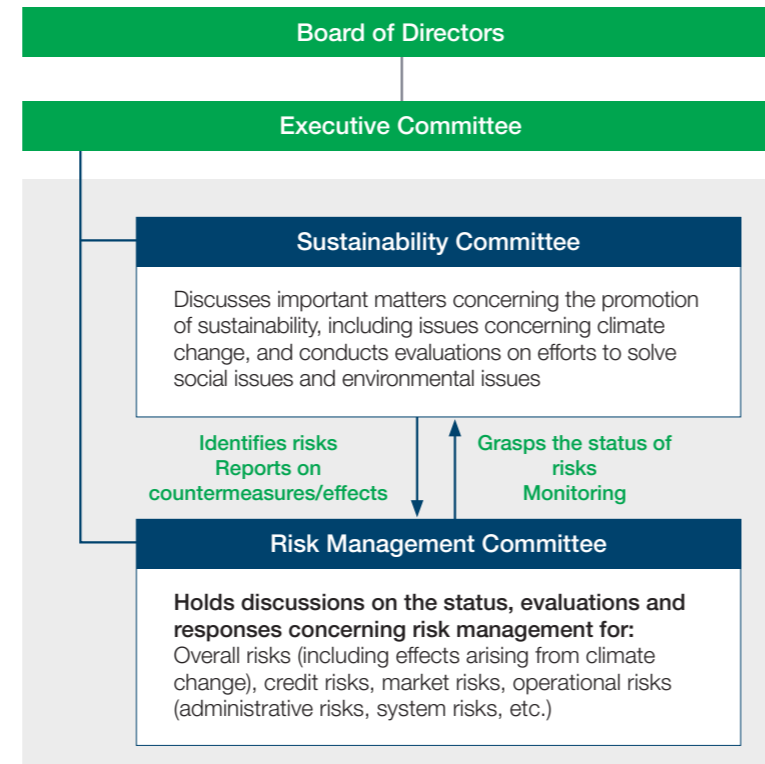 Board of Directors
Executive Committee
Sustainability Committee
Discusses important matters concerning the promotion
of sustainability, including issues concerning climate
change, and conducts evaluations on efforts to solve
social issues and environmental issues
Identifies risks
Reports on
countermeasures/effects
Grasps the status of
risks
Monitoring
Risk Management Committee
Holds discussions on the status, evaluations and
responses concerning risk management for:
Overall risks (including effects arising from climate
change), credit risks, market risks, operational risks
(administrative risks, system risks, etc.)